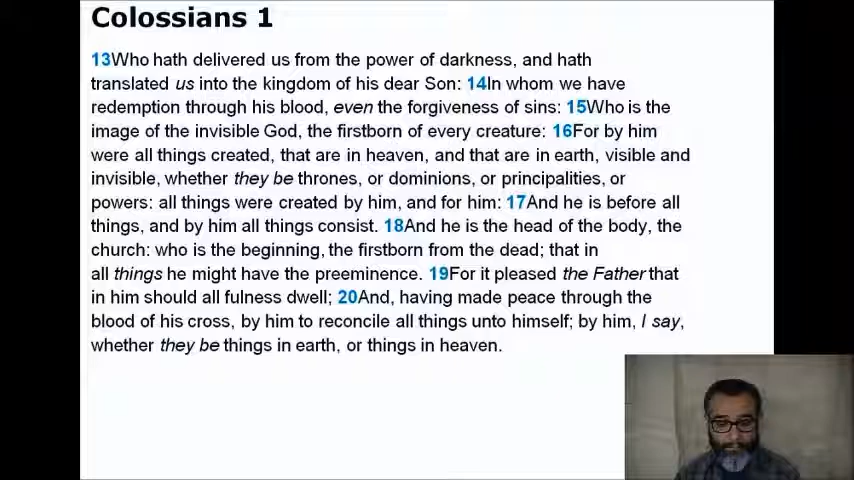 Colossians 1
13Who hath delivered us from the power of darkness, and hath
translated us into the kingdom of his dear Son: 14In whom we have
redemption through his blood, even the forgiveness of sins: 15Who is the
image of the invisible God, the firstborn of every creature: 16For by him
were all things created, that are in heaven, and that are in earth, visible and
invisible, whether they be thrones, or dominions, or principalities, or
powers: all things were created by him, and for him: 17And he is before all
things, and by him all things consist. 18And he is the head of the body, the
church: who is the beginning, the firstborn from the dead; that in
all things he might have the preeminence. 19For it pleased the Father that
in him should all fulness dwell; 20And, having made peace through the
blood of his cross, by him to reconcile all things unto himself; by him, I say,
whether they be things in earth, or things in heaven.